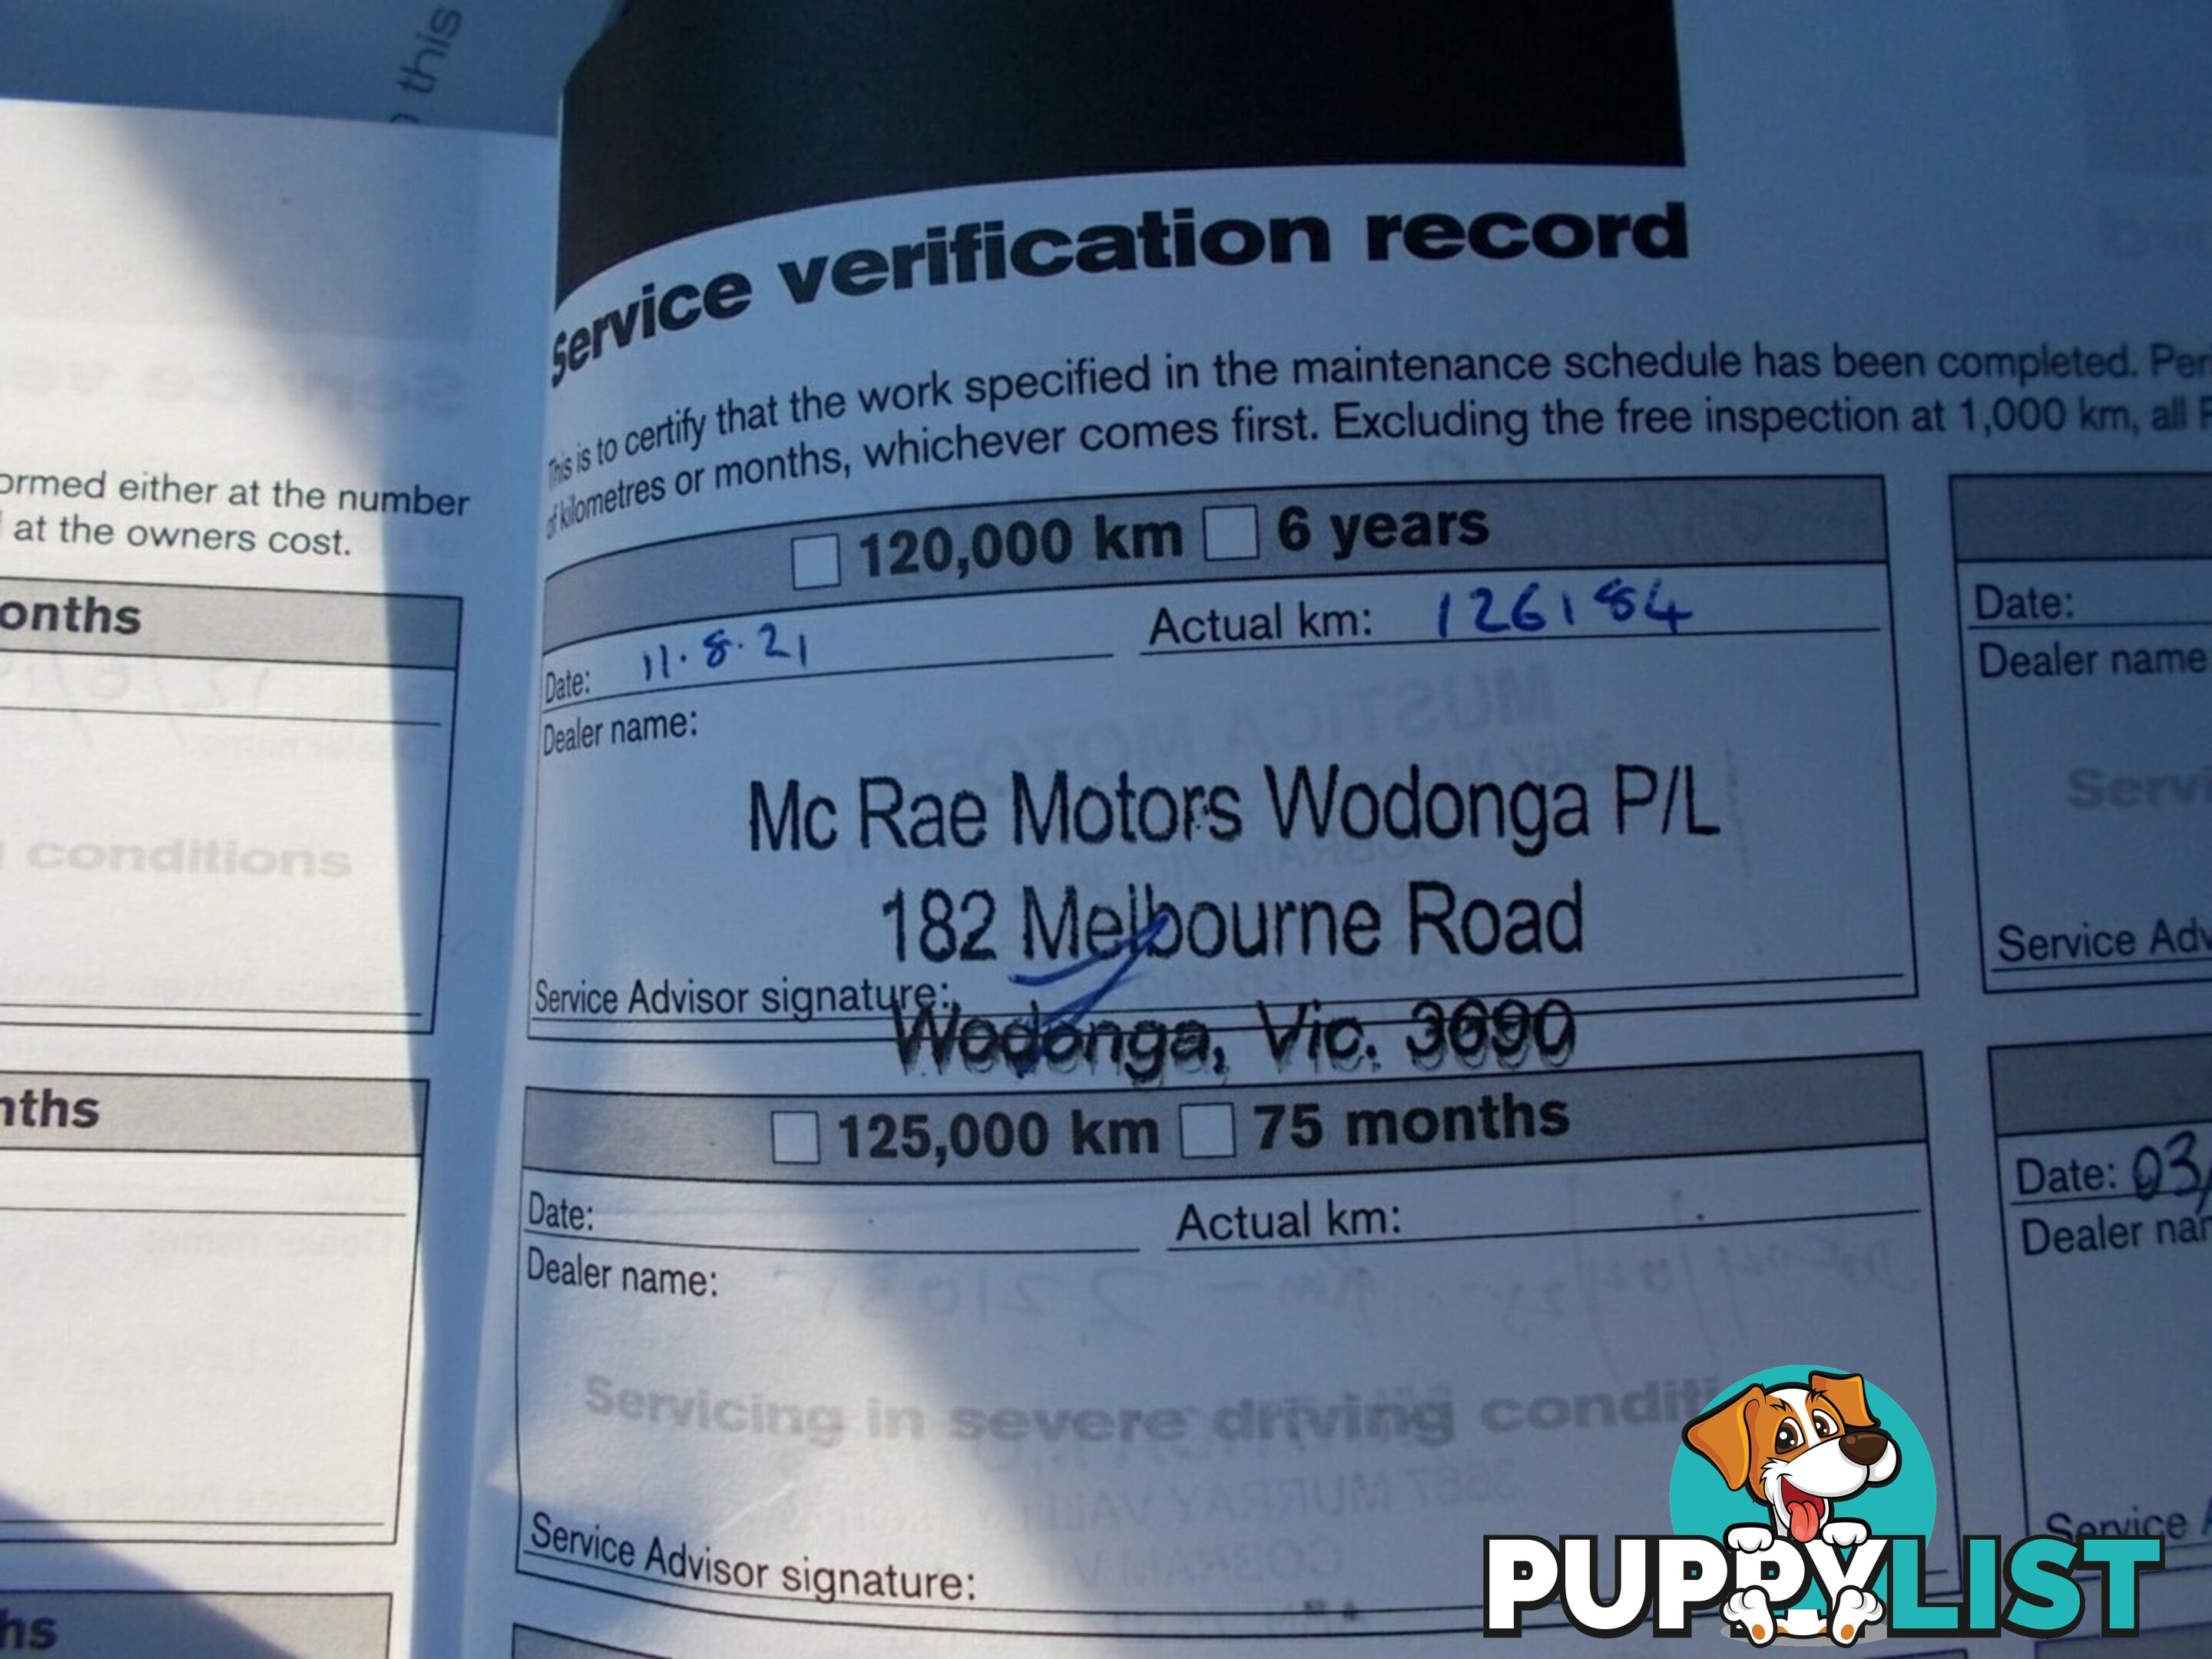 this
ormed either at the number
at the owners cost.
onths
conditions
nths
hs
Service verification record
This is to certify that the work specified in the maintenance schedule has been completed. Peri
of kilometres or months, whichever comes first. Excluding the free inspection at 1,000 km, all
120,000 km 6 years
Date: 11.8.21 Actual km: 126184
Dealer name:
Mc Rae Motors Wodonga P/L
182 Melbourne Road
Service Advisor signature:
Wodonga, Vic. 3690
125,000 km 75 months
Date: Actual km:
Dealer name:
Servicing in severe driving conditi
Service Advisor signature:
Date:
Dealer name
Servi
Service Adv
Date: 03/
Dealer nam
Service A
PUPPYLIST